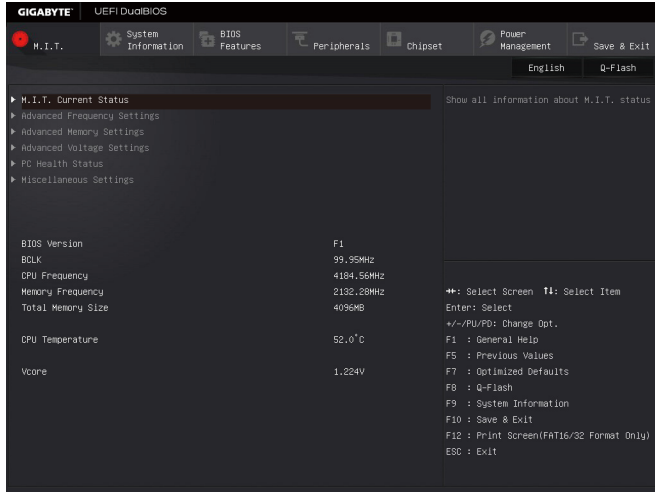 GIGABYTE™ UEFI DualBIOS
M.I.T. System Information BIOS Features Peripherals Chipset Power Management Save & Exit
English Q-Flash
M.I.T. Current Status
Show all information about M.I.T. status
Advanced Frequency Settings
Advanced Memory Settings
Advanced Voltage Settings
PC Health Status
Miscellaneous Settings
BIOS Version F1
BCLK 99.95MHz
CPU Frequency 4184.56MHz
Memory Frequency 2132.28MHz
Total Memory Size 4096MB
CPU Temperature 52.0°C
Vcore 1.224V
→←: Select Screen ↑↓: Select Item
Enter: Select
+/-/PU/PD: Change Opt.
F1 : General Help
F5 : Previous Values
F7 : Optimized Defaults
F8 : Q-Flash
F9 : System Information
F10 : Save & Exit
F12 : Print Screen(FAT16/32 Format Only)
ESC : Exit